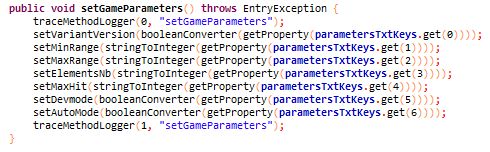 public void setGameParameters() throws EntryException {
traceMethodLogger(0, "setGameParameters");
setVariantVersion(booleanConverter(getProperty(parametersTxtKeys.get(0))));
setMinRange(stringToInteger(getProperty(parametersTxtKeys.get(1))));
setMaxRange(stringToInteger(getProperty(parametersTxtKeys.get(2))));
setElementsNb(stringToInteger(getProperty(parametersTxtKeys.get(3))));
setMaxHit(stringToInteger(getProperty(parametersTxtKeys.get(4))));
setDevmode(booleanConverter(getProperty(parametersTxtKeys.get(5))));
setAutoMode(booleanConverter(getProperty(parametersTxtKeys.get(6))));
traceMethodLogger(1, "setGameParameters");
}